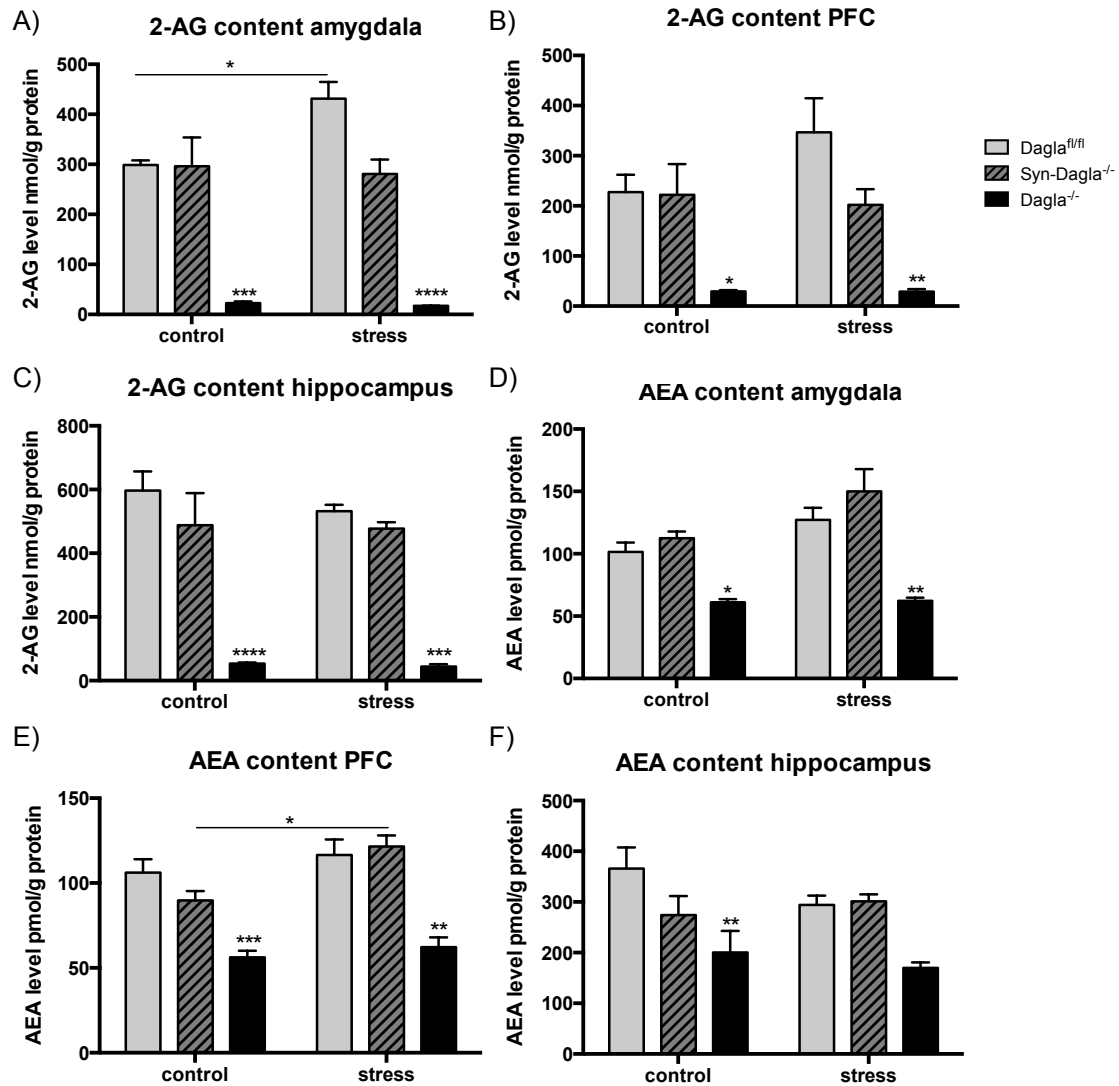 A)
2-AG content amygdala
2-AG level nmol/g protein
500
400
300
200
100
0
*
***
****
control stress
B)
2-AG content PFC
2-AG level nmol/g protein
500
400
300
200
100
0
*
**
control stress
Dagla^fl/fl
Syn-Dagla^-/-
Dagla^-/-
C)
2-AG content hippocampus
2-AG level nmol/g protein
800
600
400
200
0
****
***
control stress
D)
AEA content amygdala
AEA level pmol/g protein
200
150
100
50
0
*
**
control stress
E)
AEA content PFC
AEA level pmol/g protein
150
100
50
0
*
***
**
control stress
F)
AEA content hippocampus
AEA level pmol/g protein
500
400
300
200
100
0
**
control stress